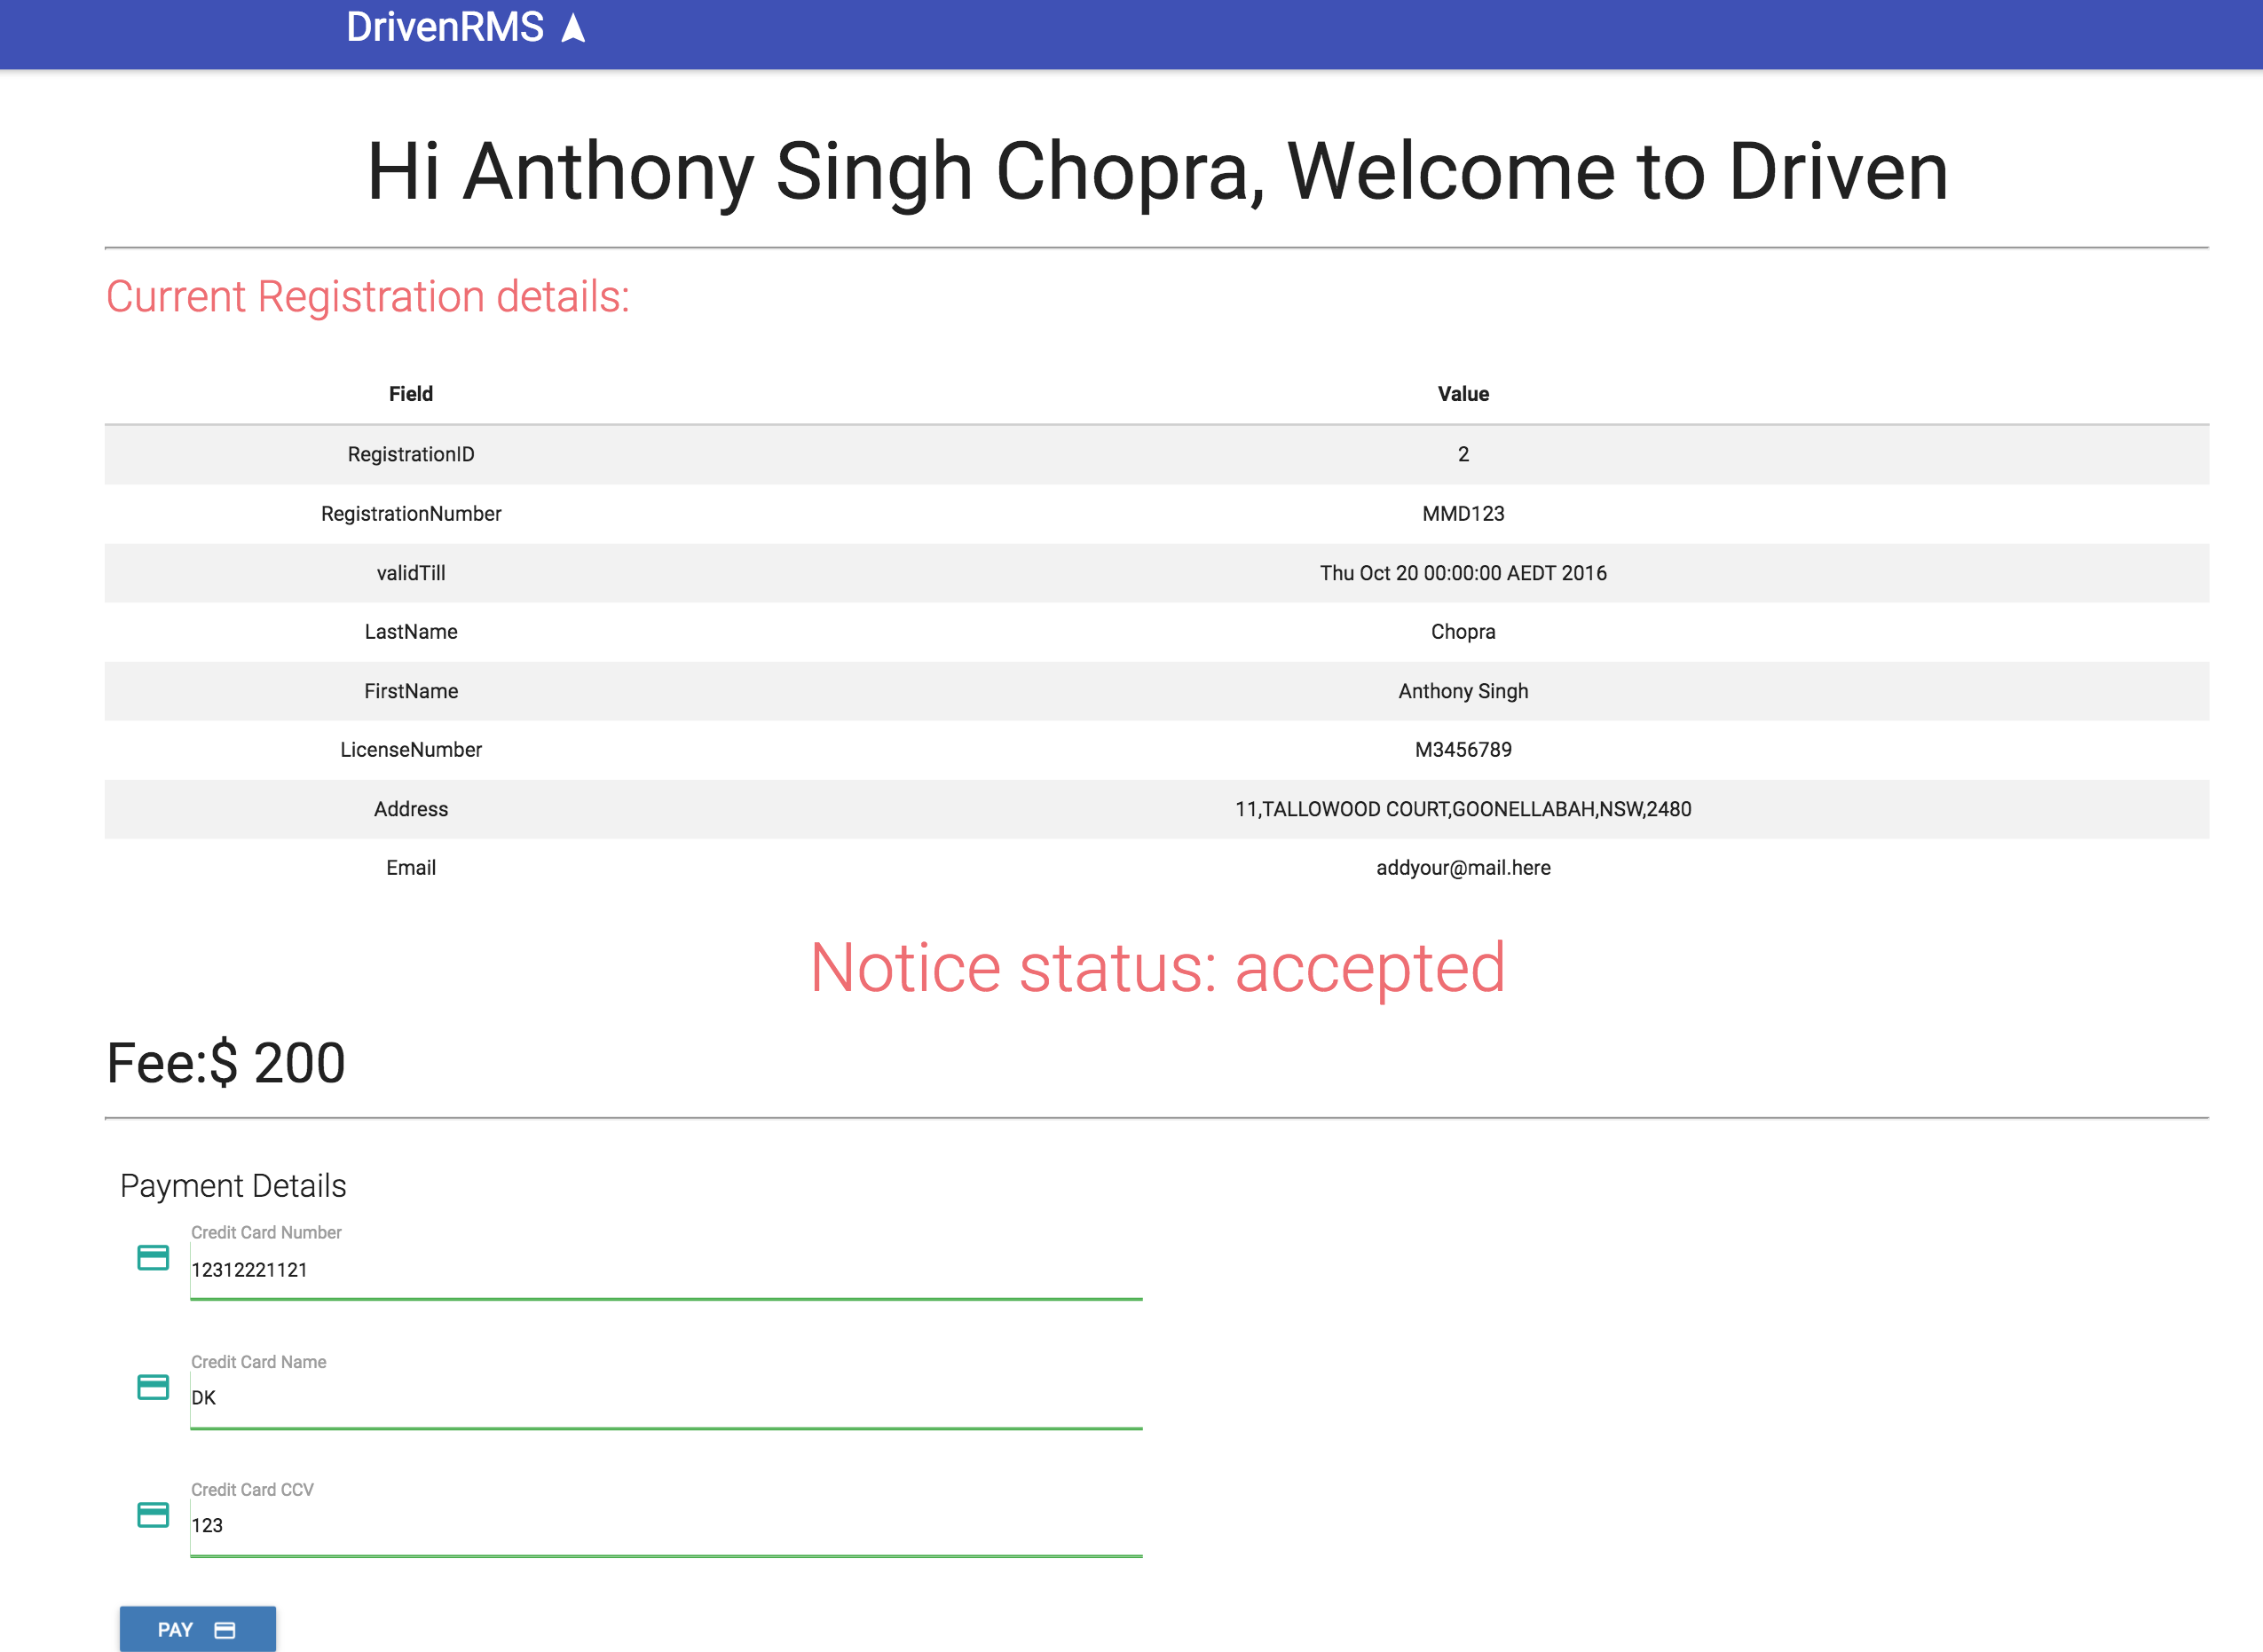 DrivenRMS
Hi Anthony Singh Chopra, Welcome to Driven
Current Registration details:
Field Value
RegistrationID 2
RegistrationNumber MMD123
validTill Thu Oct 20 00:00:00 AEDT 2016
LastName Chopra
FirstName Anthony Singh
LicenseNumber M3456789
Address 11,TALLOWOOD COURT,GOONELLABAH,NSW,2480
Email addyour@mail.here
Notice status: accepted
Fee:$ 200
Payment Details
Credit Card Number
12312221121
Credit Card Name
DK
Credit Card CCV
123
PAY